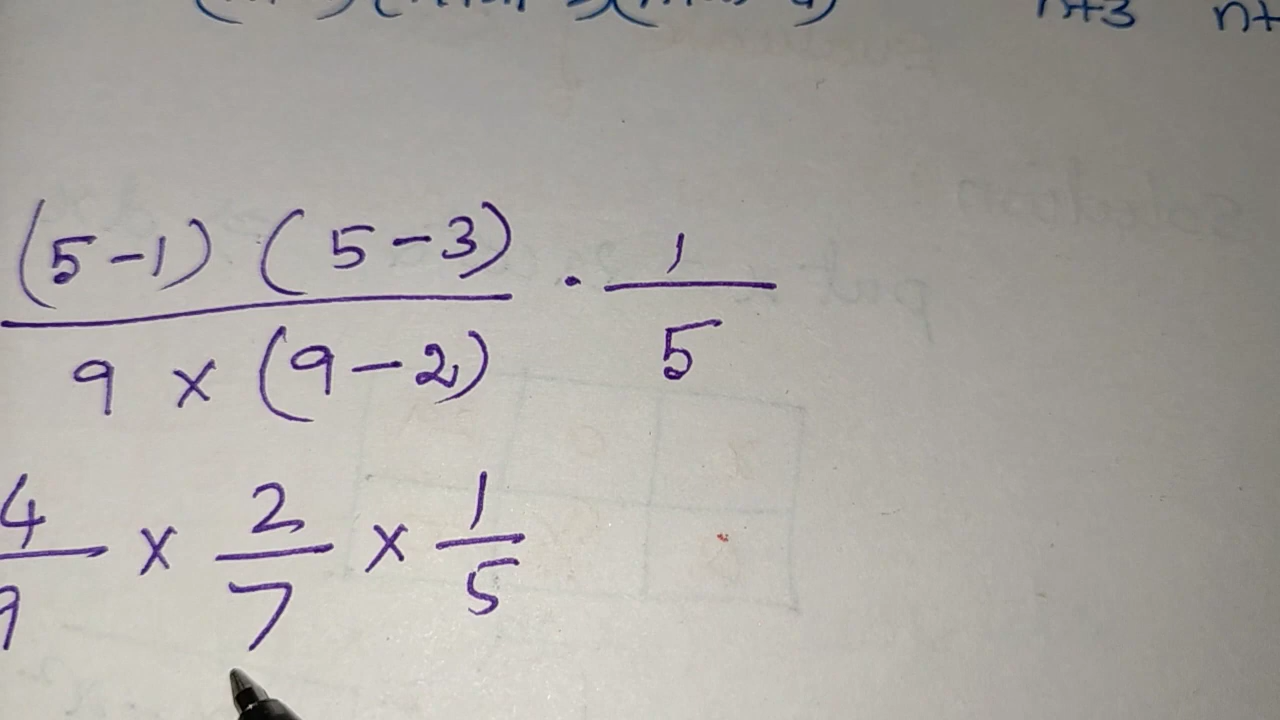 n+3 n+
(5-1) (5-3) . 1
9 x (9-2) 5
4 x 2 x 1
9 7 5